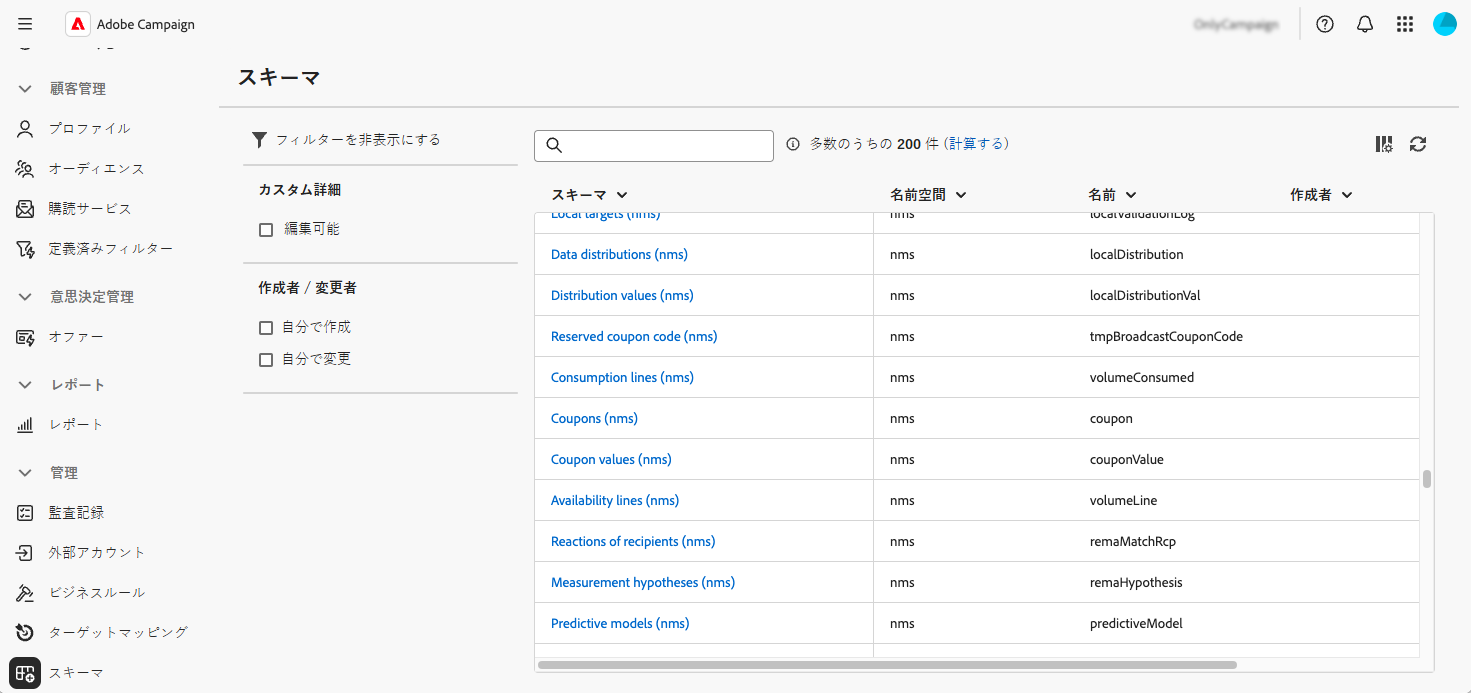 Adobe Campaign
OnlyCampaign
スキーマ
顧客管理
プロファイル
オーディエンス
購読サービス
定義済みフィルター
意思決定管理
オファー
レポート
レポート
管理
監査記録
外部アカウント
ビジネスルール
ターゲットマッピング
スキーマ
フィルターを非表示にする
カスタム詳細
編集可能
作成者 / 変更者
自分で作成
自分で変更
多数のうちの 200 件 (計算する)
スキーマ 名前空間 名前 作成者
Local targets (nms) nms localValidationLog
Data distributions (nms) nms localDistribution
Distribution values (nms) nms localDistributionVal
Reserved coupon code (nms) nms tmpBroadcastCouponCode
Consumption lines (nms) nms volumeConsumed
Coupons (nms) nms coupon
Coupon values (nms) nms couponValue
Availability lines (nms) nms volumeLine
Reactions of recipients (nms) nms remaMatchRcp
Measurement hypotheses (nms) nms remaHypothesis
Predictive models (nms) nms predictiveModel